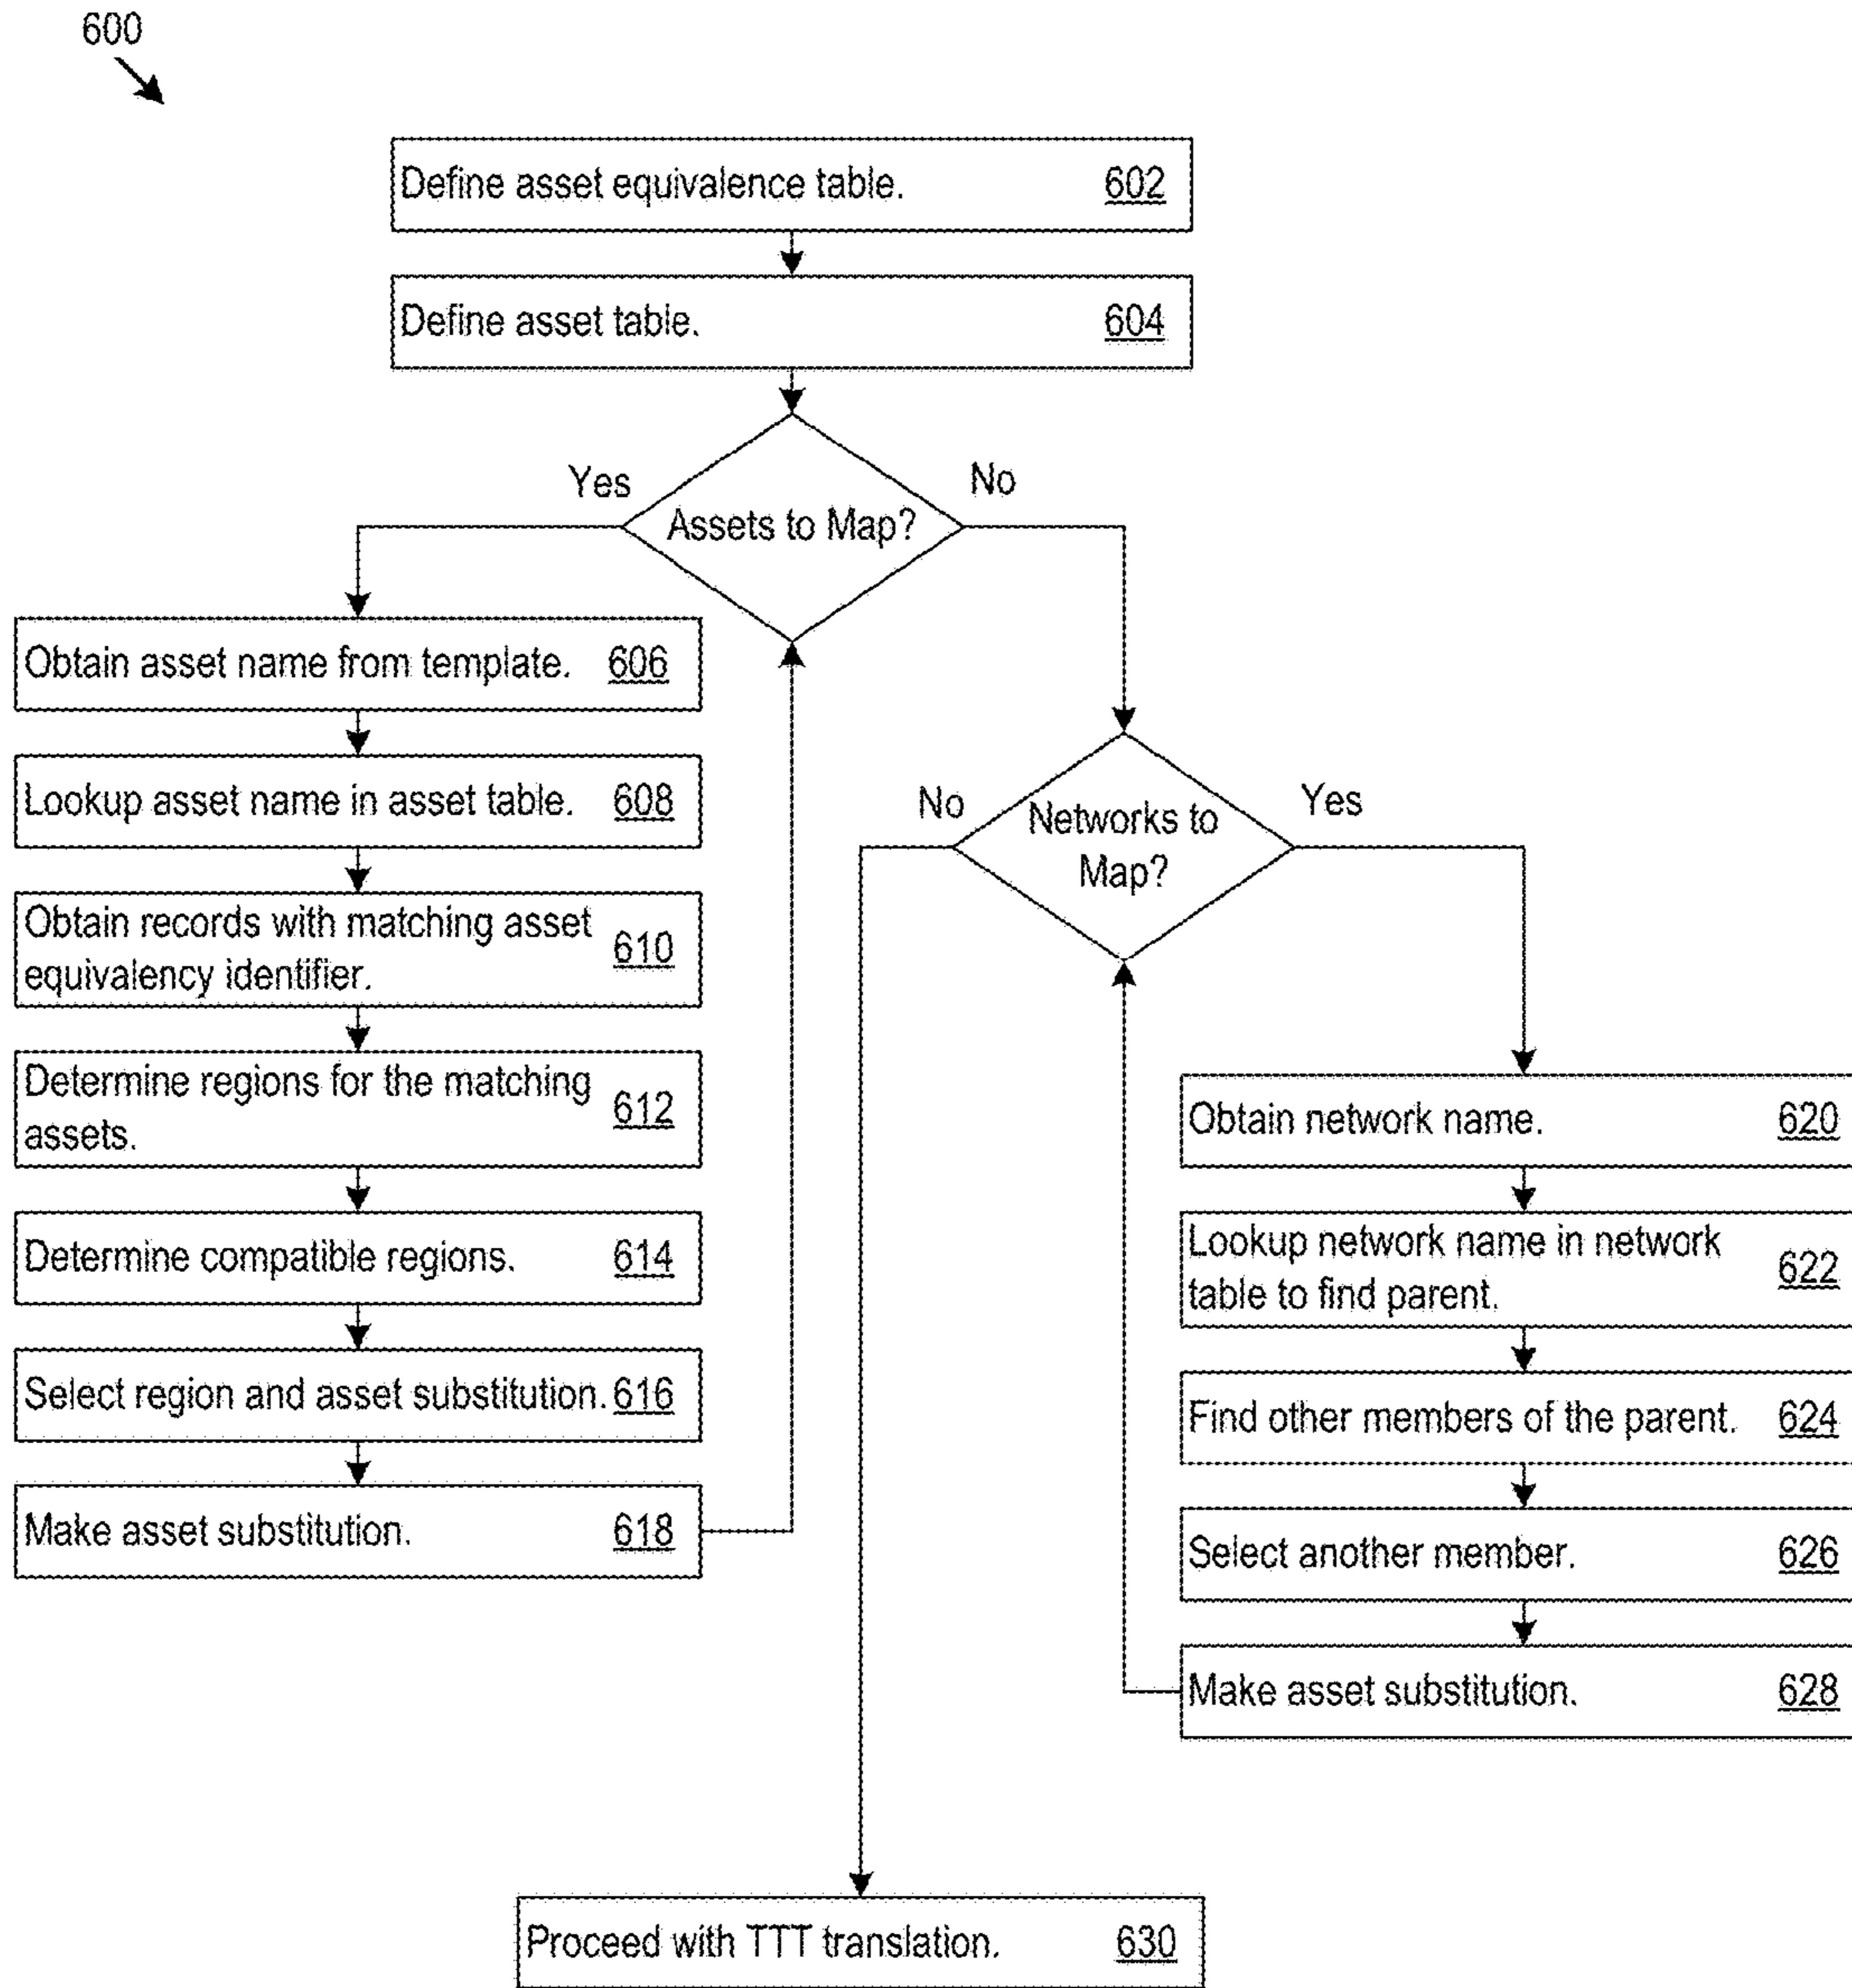 600
Define asset equivalence table. 602
Define asset table. 604
Yes
No
Assets to Map?
Obtain asset name from template. 606
Lookup asset name in asset table. 608
Obtain records with matching asset
equivalency identifier. 610
Determine regions for the matching
assets. 612
Determine compatible regions. 614
Select region and asset substitution. 616
Make asset substitution. 618
No
Yes
Networks to
Map?
Obtain network name. 620
Lookup network name in network
table to find parent. 622
Find other members of the parent. 624
Select another member. 626
Make asset substitution. 628
Proceed with TTT translation. 630